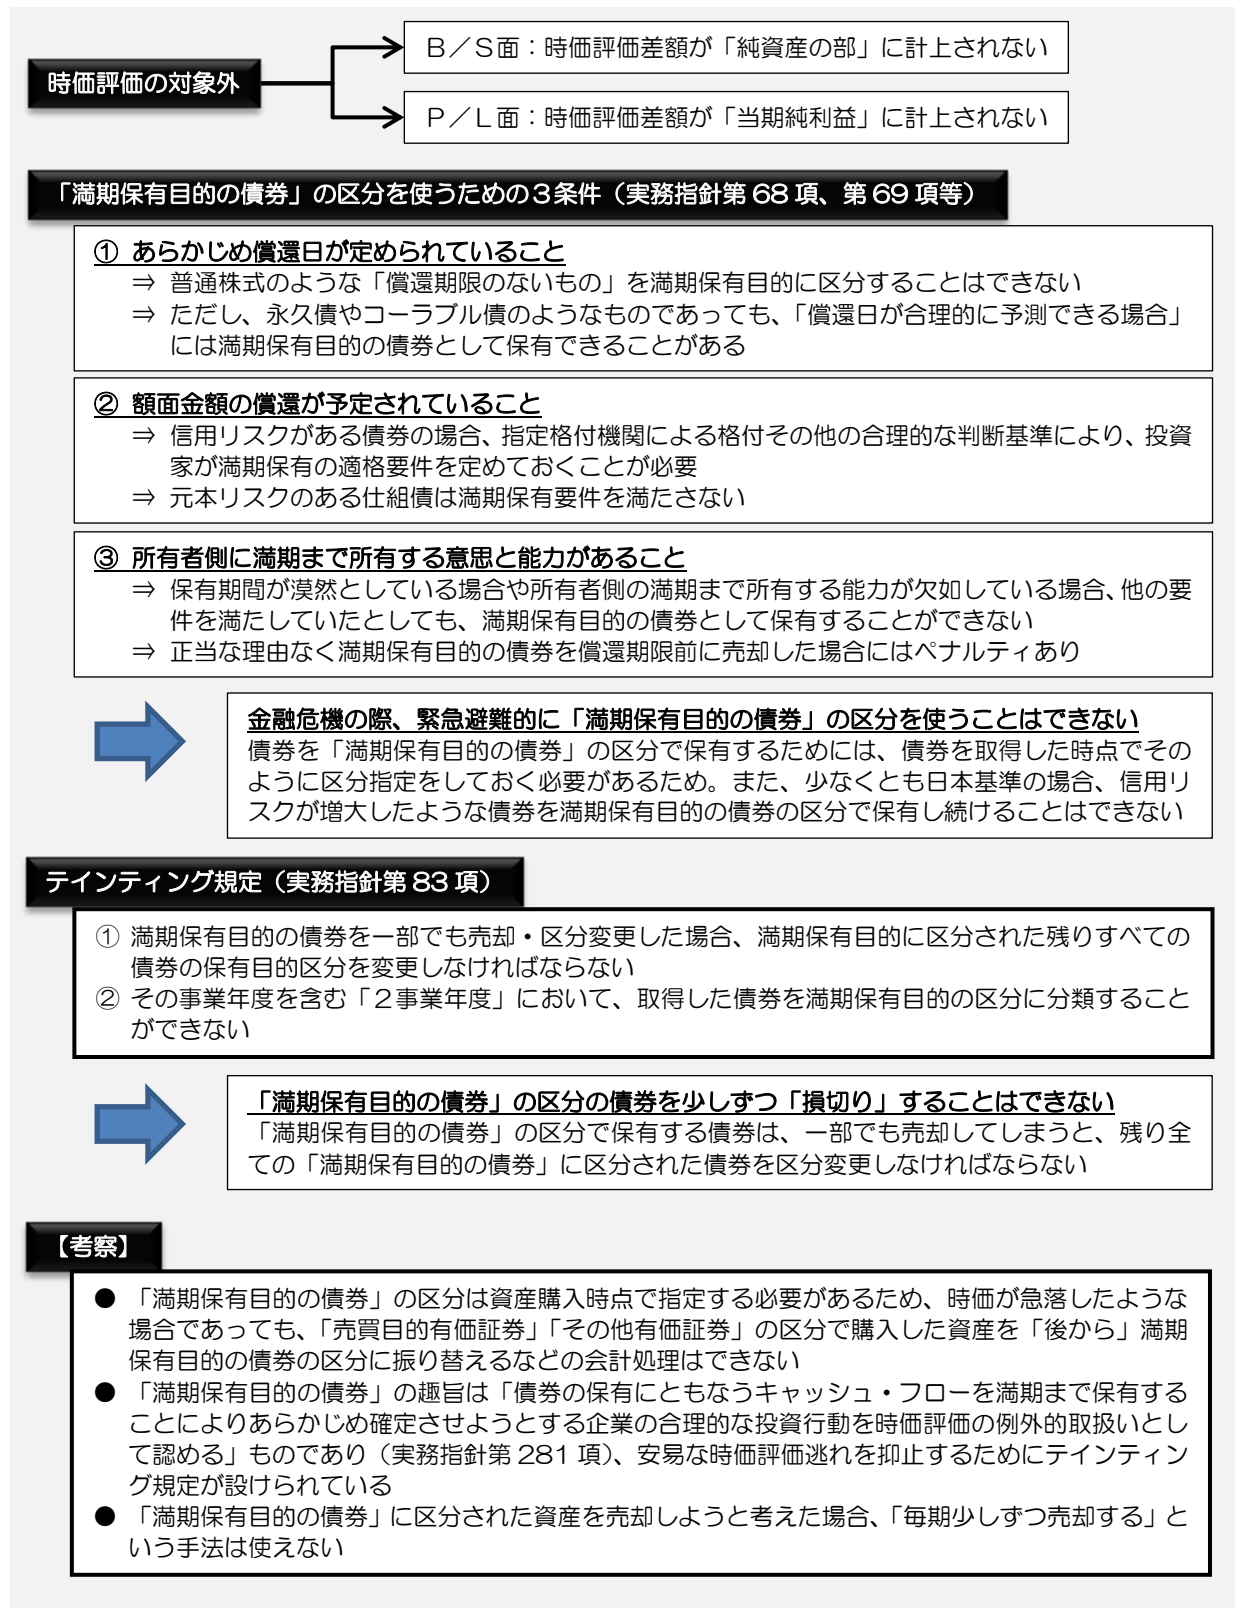 B/S面：時価評価差額が「純資産の部」に計上されない
時価評価の対象外
P/L面：時価評価差額が「当期純利益」に計上されない
「満期保有目的の債券」の区分を使うための3条件（実務指針第68項、第69項等）
① あらかじめ償還日が定められていること
⇒ 普通株式のような「償還期限のないもの」を満期保有目的に区分することはできない
⇒ ただし、永久債やコーラブル債のようなものであっても、「償還日が合理的に予測できる場合」
には満期保有目的の債券として保有できることがある
② 額面金額の償還が予定されていること
⇒ 信用リスクがある債券の場合、指定格付機関による格付その他の合理的な判断基準により、投資
家が満期保有の適格要件を定めておくことが必要
⇒ 元本リスクのある仕組債は満期保有要件を満たさない
③ 所有者側に満期まで所有する意思と能力があること
⇒ 保有期間が漠然としている場合や所有者側の満期まで所有する能力が欠如している場合、他の要
件を満たしていたとしても、満期保有目的の債券として保有することができない
⇒ 正当な理由なく満期保有目的の債券を償還期限前に売却した場合にはペナルティあり
金融危機の際、緊急避難的に「満期保有目的の債券」の区分を使うことはできない
債券を「満期保有目的の債券」の区分で保有するためには、債券を取得した時点でその
ように区分指定をしておく必要があるため。また、少なくとも日本基準の場合、信用リ
スクが増大したような債券を満期保有目的の債券の区分で保有し続けることはできない
テインティング規定（実務指針第83項）
① 満期保有目的の債券を一部でも売却・区分変更した場合、満期保有目的に区分された残りすべての
債券の保有目的区分を変更しなければならない
② その事業年度を含む「2事業年度」において、取得した債券を満期保有目的の区分に分類すること
ができない
「満期保有目的の債券」の区分の債券を少しずつ「損切り」することはできない
「満期保有目的の債券」の区分で保有する債券は、一部でも売却してしまうと、残り全
ての「満期保有目的の債券」に区分された債券を区分変更しなければならない
【考察】
● 「満期保有目的の債券」の区分は資産購入時点で指定する必要があるため、時価が急落したような
場合であっても、「売買目的有価証券」「その他有価証券」の区分で購入した資産を「後から」満期
保有目的の債券の区分に振り替えるなどの会計処理はできない
● 「満期保有目的の債券」の趣旨は「債券の保有にともなうキャッシュ・フローを満期まで保有する
ことによりあらかじめ確定させようとする企業の合理的な投資行動を時価評価の例外的取扱いとし
て認める」ものであり（実務指針第281項）、安易な時価評価逃れを抑止するためにテインティン
グ規定が設けられている
● 「満期保有目的の債券」に区分された資産を売却しようと考えた場合、「毎期少しずつ売却する」と
いう手法は使えない